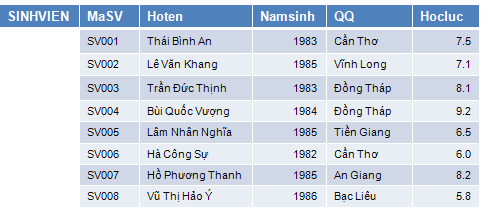 SINHVIEN MaSV Hoten Namsinh QQ Hocluc
SV001 Thái Bình An 1983 Cần Thơ 7.5
SV002 Lê Văn Khang 1985 Vĩnh Long 7.1
SV003 Trần Đức Thịnh 1983 Đồng Tháp 8.1
SV004 Bùi Quốc Vượng 1984 Đồng Tháp 9.2
SV005 Lâm Nhân Nghĩa 1985 Tiền Giang 6.5
SV006 Hà Công Sự 1982 Cần Thơ 6.0
SV007 Hồ Phương Thanh 1985 An Giang 8.2
SV008 Vũ Thị Hảo Ý 1986 Bạc Liêu 5.8